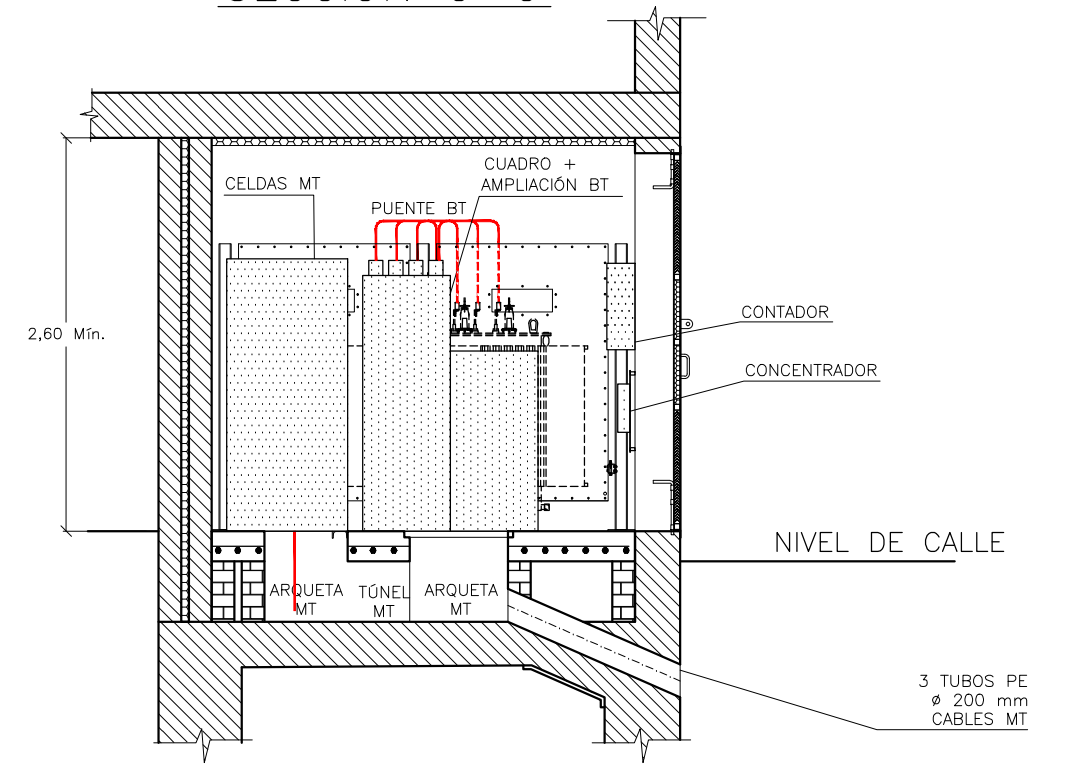 CELDAS MT
CUADRO +
AMPLIACIÓN BT
PUENTE BT
2,60 Mín.
CONTADOR
CONCENTRADOR
NIVEL DE CALLE
ARQUETA
MT
TÚNEL
MT
ARQUETA
MT
3 TUBOS PE
ø 200 mm
CABLES MT